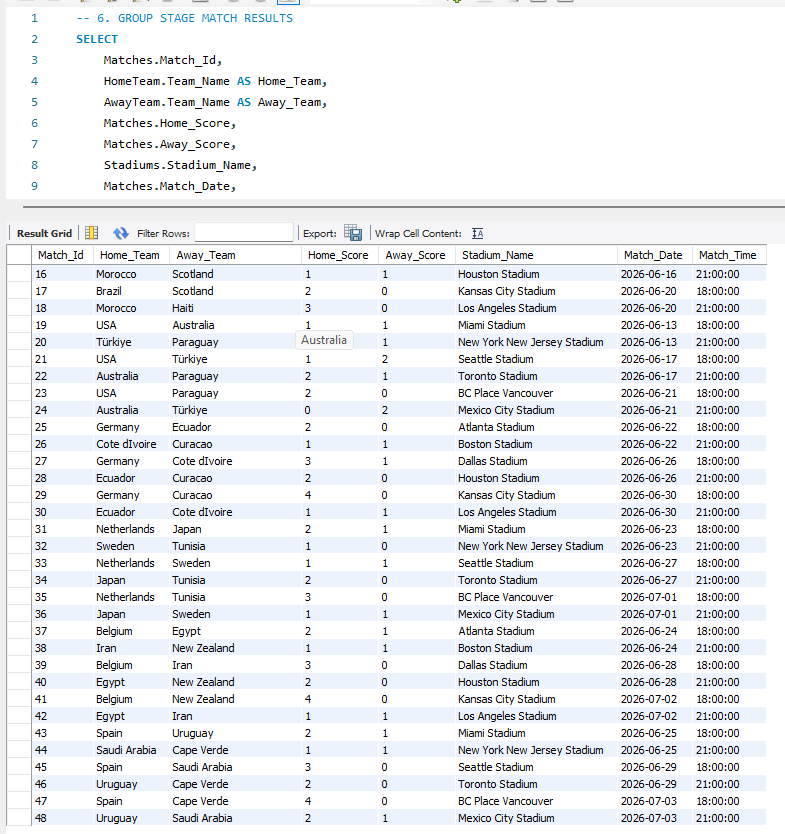 1 -- 6. GROUP STAGE MATCH RESULTS
2 SELECT
3 Matches.Match_Id,
4 HomeTeam.Team_Name AS Home_Team,
5 AwayTeam.Team_Name AS Away_Team,
6 Matches.Home_Score,
7 Matches.Away_Score,
8 Stadiums.Stadium_Name,
9 Matches.Match_Date,
Result Grid Filter Rows: Export: Wrap Cell Content: IA
Match_Id Home_Team Away_Team Home_Score Away_Score Stadium_Name Match_Date Match_Time
16 Morocco Scotland 1 1 Houston Stadium 2026-06-16 21:00:00
17 Brazil Scotland 2 0 Kansas City Stadium 2026-06-20 18:00:00
18 Morocco Haiti 3 0 Los Angeles Stadium 2026-06-20 21:00:00
19 USA Australia 1 1 Miami Stadium 2026-06-13 18:00:00
20 Türkiye Paraguay Australia 1 New York New Jersey Stadium 2026-06-13 21:00:00
21 USA Türkiye 1 2 Seattle Stadium 2026-06-17 18:00:00
22 Australia Paraguay 2 1 Toronto Stadium 2026-06-17 21:00:00
23 USA Paraguay 2 0 BC Place Vancouver 2026-06-21 18:00:00
24 Australia Türkiye 0 2 Mexico City Stadium 2026-06-21 21:00:00
25 Germany Ecuador 2 0 Atlanta Stadium 2026-06-22 18:00:00
26 Cote dIvoire Curacao 1 1 Boston Stadium 2026-06-22 21:00:00
27 Germany Cote dIvoire 3 1 Dallas Stadium 2026-06-26 18:00:00
28 Ecuador Curacao 2 0 Houston Stadium 2026-06-26 21:00:00
29 Germany Curacao 4 0 Kansas City Stadium 2026-06-30 18:00:00
30 Ecuador Cote dIvoire 1 1 Los Angeles Stadium 2026-06-30 21:00:00
31 Netherlands Japan 2 1 Miami Stadium 2026-06-23 18:00:00
32 Sweden Tunisia 1 0 New York New Jersey Stadium 2026-06-23 21:00:00
33 Netherlands Sweden 1 1 Seattle Stadium 2026-06-27 18:00:00
34 Japan Tunisia 2 0 Toronto Stadium 2026-06-27 21:00:00
35 Netherlands Tunisia 3 0 BC Place Vancouver 2026-07-01 18:00:00
36 Japan Sweden 1 1 Mexico City Stadium 2026-07-01 21:00:00
37 Belgium Egypt 2 1 Atlanta Stadium 2026-06-24 18:00:00
38 Iran New Zealand 1 1 Boston Stadium 2026-06-24 21:00:00
39 Belgium Iran 3 0 Dallas Stadium 2026-06-28 18:00:00
40 Egypt New Zealand 2 0 Houston Stadium 2026-06-28 21:00:00
41 Belgium New Zealand 4 0 Kansas City Stadium 2026-07-02 18:00:00
42 Egypt Iran 1 1 Los Angeles Stadium 2026-07-02 21:00:00
43 Spain Uruguay 2 1 Miami Stadium 2026-06-25 18:00:00
44 Saudi Arabia Cape Verde 1 1 New York New Jersey Stadium 2026-06-25 21:00:00
45 Spain Saudi Arabia 3 0 Seattle Stadium 2026-06-29 18:00:00
46 Uruguay Cape Verde 2 0 Toronto Stadium 2026-06-29 21:00:00
47 Spain Cape Verde 4 0 BC Place Vancouver 2026-07-03 18:00:00
48 Uruguay Saudi Arabia 2 1 Mexico City Stadium 2026-07-03 21:00:00